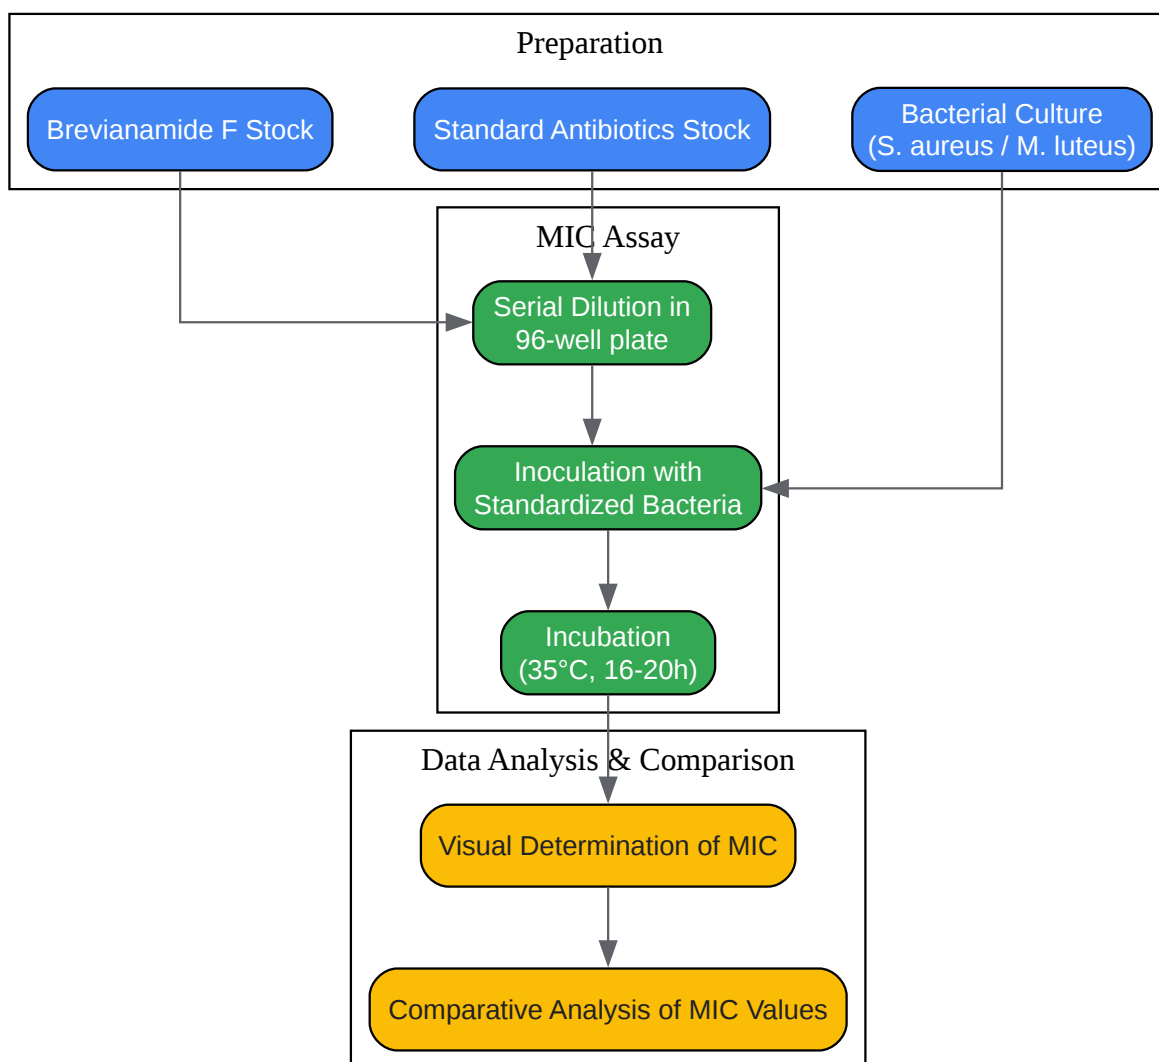 Preparation
Brevianamide F Stock
Standard Antibiotics Stock
Bacterial Culture
(S. aureus / M. luteus)
MIC Assay
Serial Dilution in
96-well plate
Inoculation with
Standardized Bacteria
Incubation
(35°C, 16-20h)
Data Analysis & Comparison
Visual Determination of MIC
Comparative Analysis of MIC Values